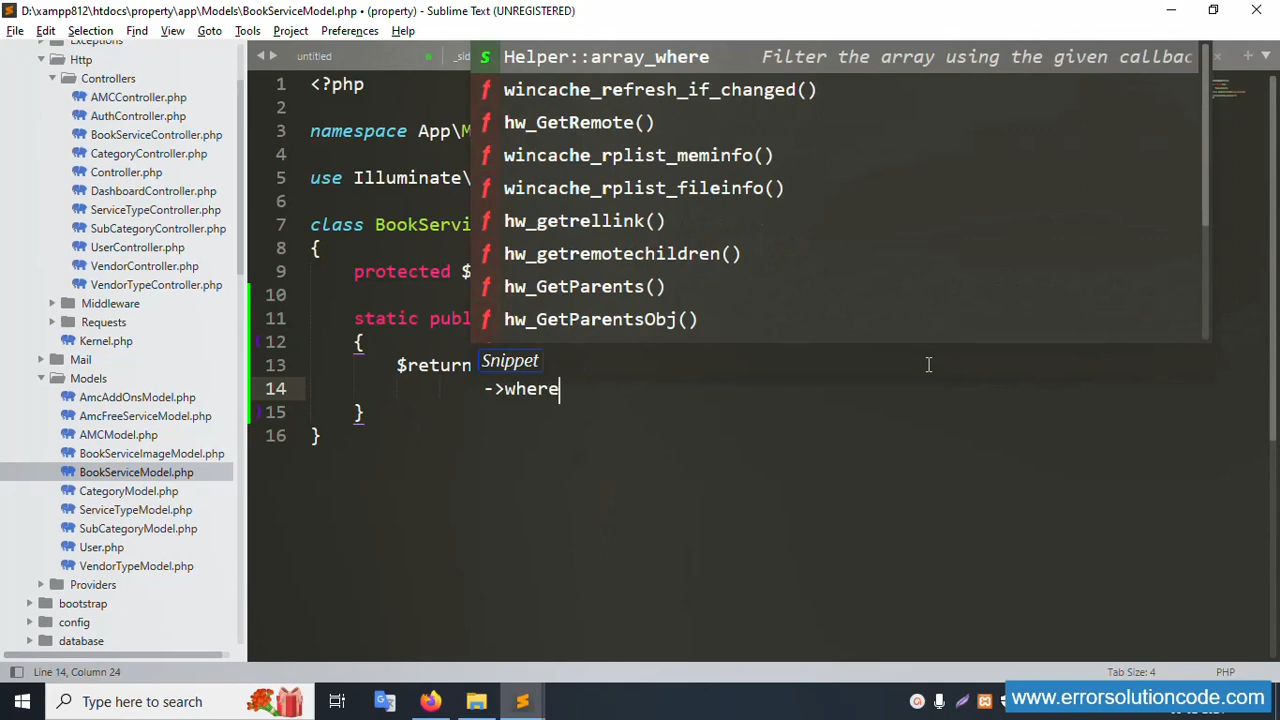 D:\xampp812\htdocs\property\app\Models\BookServiceModel.php • (property) - Sublime Text (UNREGISTERED)
File Edit Selection Find View Goto Tools Project Preferences Help
Exceptions
Http
Controllers
AMCController.php
AuthController.php
BookServiceController.php
CategoryController.php
Controller.php
DashboardController.php
ServiceTypeController.php
SubCategoryController.php
UserController.php
VendorController.php
VendorTypeController.php
Middleware
Requests
Kernel.php
Mail
Models
AmcAddOnsModel.php
AmcFreeServiceModel.php
AMCModel.php
BookServiceImageModel.php
BookServiceModel.php
CategoryModel.php
ServiceTypeModel.php
SubCategoryModel.php
User.php
VendorTypeModel.php
Providers
bootstrap
config
database
untitled _sid
1 <?php
2
3 namespace App\M
4
5 use Illuminate\
6
7 class BookServi
8 {
9 protected $
10
11 static publ
12 {
13 $return
14 ->where
15 }
16 }
s Helper::array_where Filter the array using the given callbac
f wincache_refresh_if_changed()
f hw_GetRemote()
f wincache_rplist_meminfo()
f wincache_rplist_fileinfo()
f hw_getrellink()
f hw_getremotechildren()
f hw_GetParents()
f hw_GetParentsObj()
Snippet
Line 14, Column 24 Tab Size: 4 PHP
Type here to search
www.errorsolutioncode.com